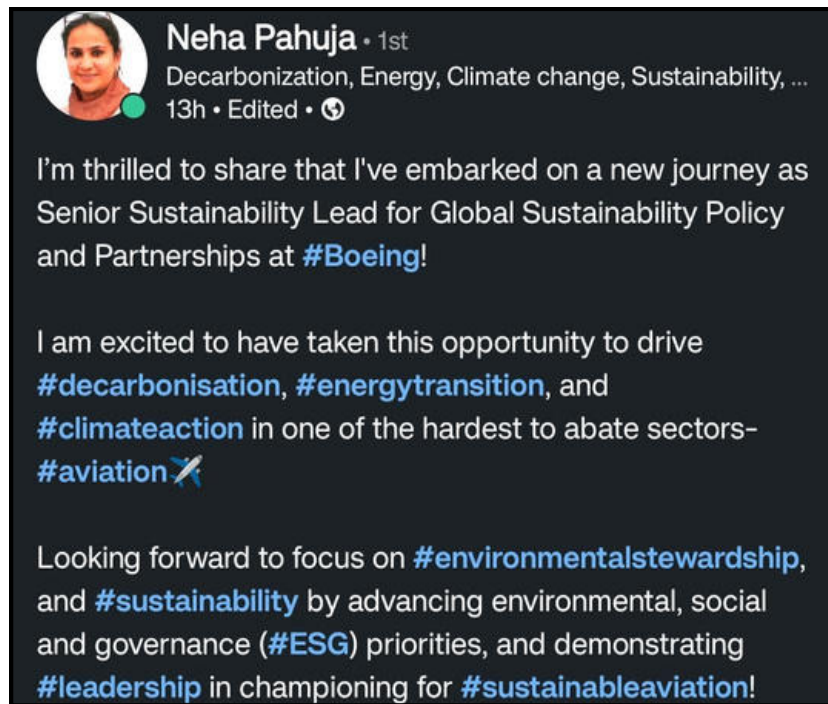 Neha Pahuja • 1st
Decarbonization, Energy, Climate change, Sustainability, ...
13h • Edited •
I'm thrilled to share that I've embarked on a new journey as
Senior Sustainability Lead for Global Sustainability Policy
and Partnerships at #Boeing!
I am excited to have taken this opportunity to drive
#decarbonisation, #energytransition, and
#climateaction in one of the hardest to abate sectors-
#aviation✈️
Looking forward to focus on #environmentalstewardship,
and #sustainability by advancing environmental, social
and governance (#ESG) priorities, and demonstrating
#leadership in championing for #sustainableaviation!